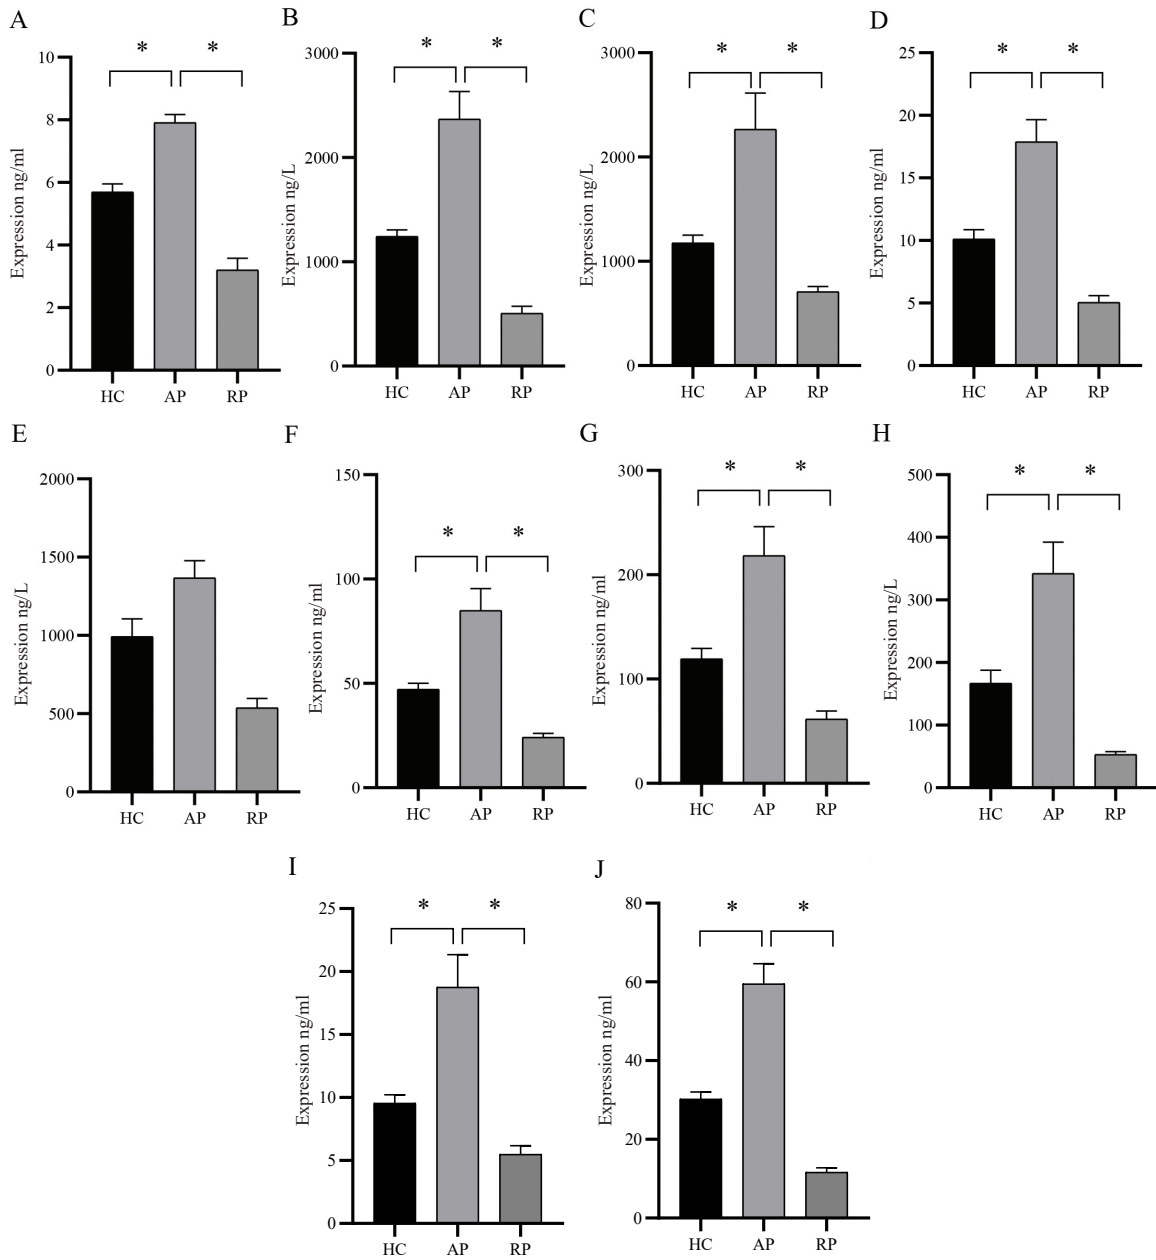 A
Expression ng/ml
10
8
6
4
2
0
* *
HC AP RP
B
Expression ng/L
3000
2000
1000
0
* *
HC AP RP
C
Expression ng/L
3000
2000
1000
0
* *
HC AP RP
D
Expression ng/ml
25
20
15
10
5
0
* *
HC AP RP
E
Expression ng/L
2000
1500
1000
500
0
HC AP RP
F
Expression ng/ml
150
100
50
0
* *
HC AP RP
G
Expression ng/ml
300
200
100
0
* *
HC AP RP
H
Expression ng/L
500
400
300
200
100
0
* *
HC AP RP
I
Expression ng/ml
25
20
15
10
5
0
* *
HC AP RP
J
Expression ng/ml
80
60
40
20
0
* *
HC AP RP